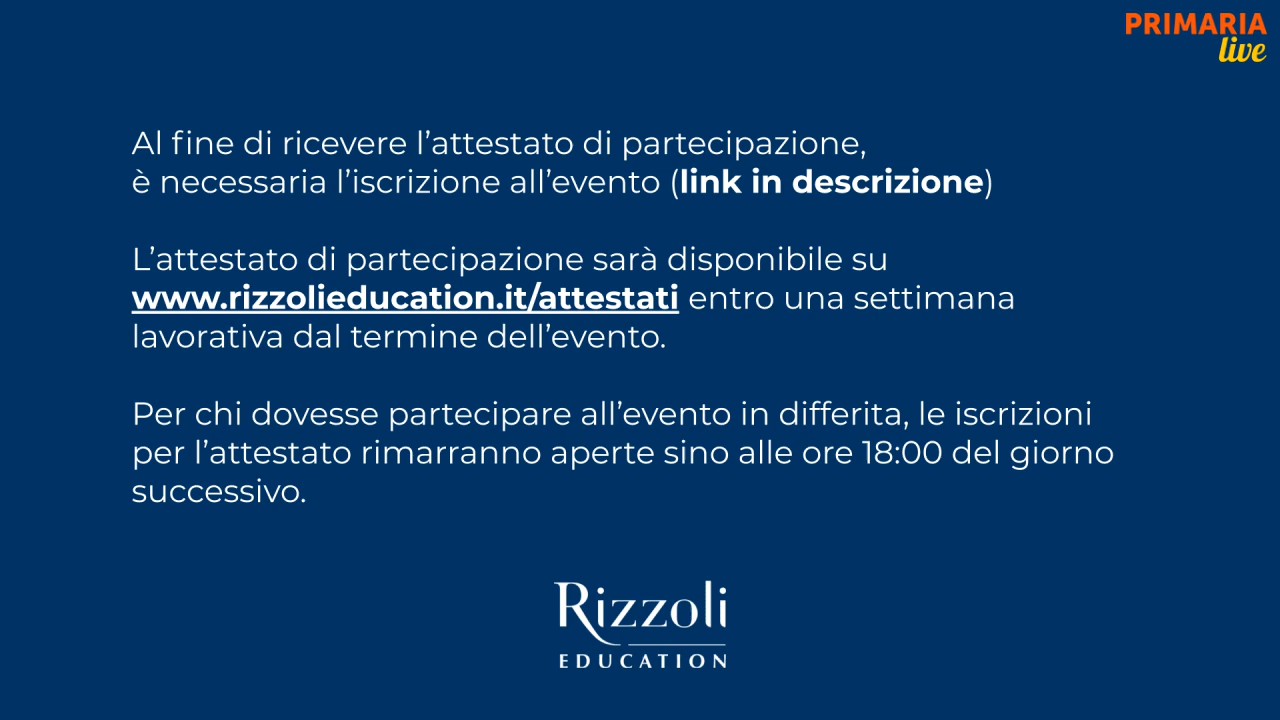 PRIMARIA
live
Al fine di ricevere l’attestato di partecipazione,
è necessaria l’iscrizione all’evento (link in descrizione)
L’attestato di partecipazione sarà disponibile su
www.rizzolieducation.it/attestati entro una settimana
lavorativa dal termine dell’evento.
Per chi dovesse partecipare all’evento in differita, le iscrizioni
per l’attestato rimarranno aperte sino alle ore 18:00 del giorno
successivo.
Rizzoli
EDUCATION